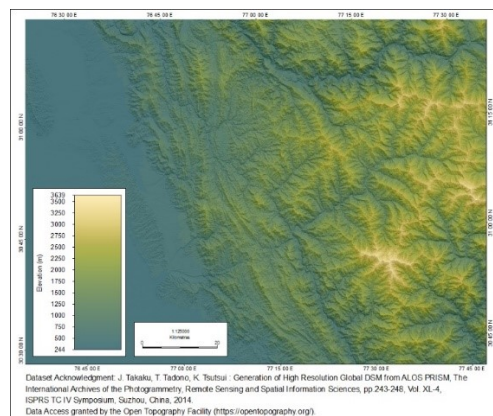 76 30 00 E 76 45 00 E 77 00 00 E 77 15 00 E 77 30 00 E
31 15 00 N
31 00 00 N
31 00 00 N
30 45 00 N
30 45 00 N
30 30 00 N
3639
3600
3500
3250
3000
2750
2500
2250
2000
1750
1500
1250
1000
750
500
244
Elevation (m)
Kilometres
0 20
76 45 00 E 77 00 00 E 77 15 00 E 77 30 00 E 77 45 00 E
Dataset Acknowledgment: J. Takaku, T. Tadono, K. Tsutsui : Generation of High Resolution Global DSM from ALOS PRISM, The
International Archives of the Photogrammetry, Remote Sensing and Spatial Information Sciences, pp.243-248, Vol. XL-4,
ISPRS TC IV Symposium, Suzhou, China, 2014.
Data Access granted by the Open Topography Facility (https://opentopography.org/).